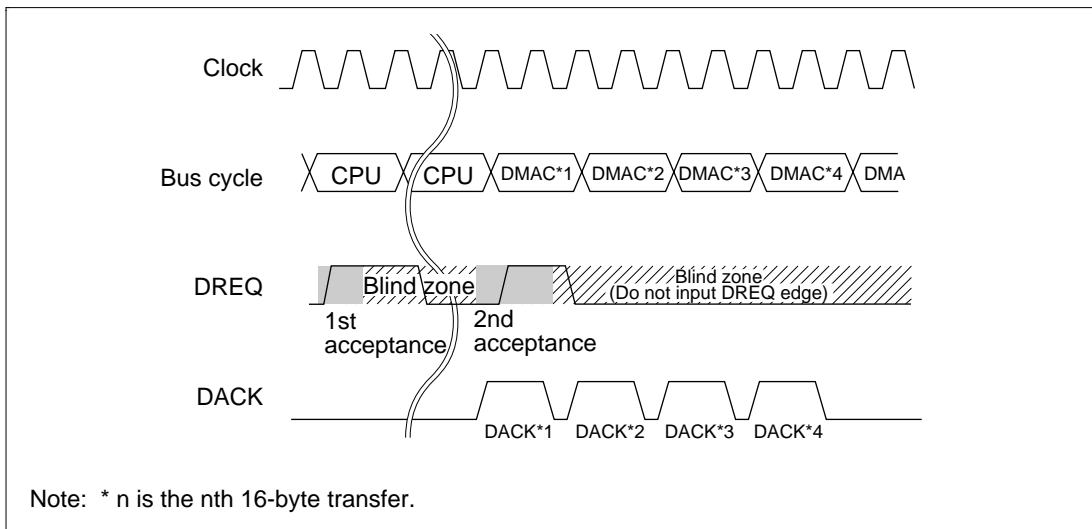 Clock
Bus cycle
CPU CPU DMAC*1 DMAC*2 DMAC*3 DMAC*4 DMA
DREQ
Blind zone
Blind zone
(Do not input DREQ edge)
1st
acceptance
2nd
acceptance
DACK
DACK*1 DACK*2 DACK*3 DACK*4
Note: * n is the nth 16-byte transfer.